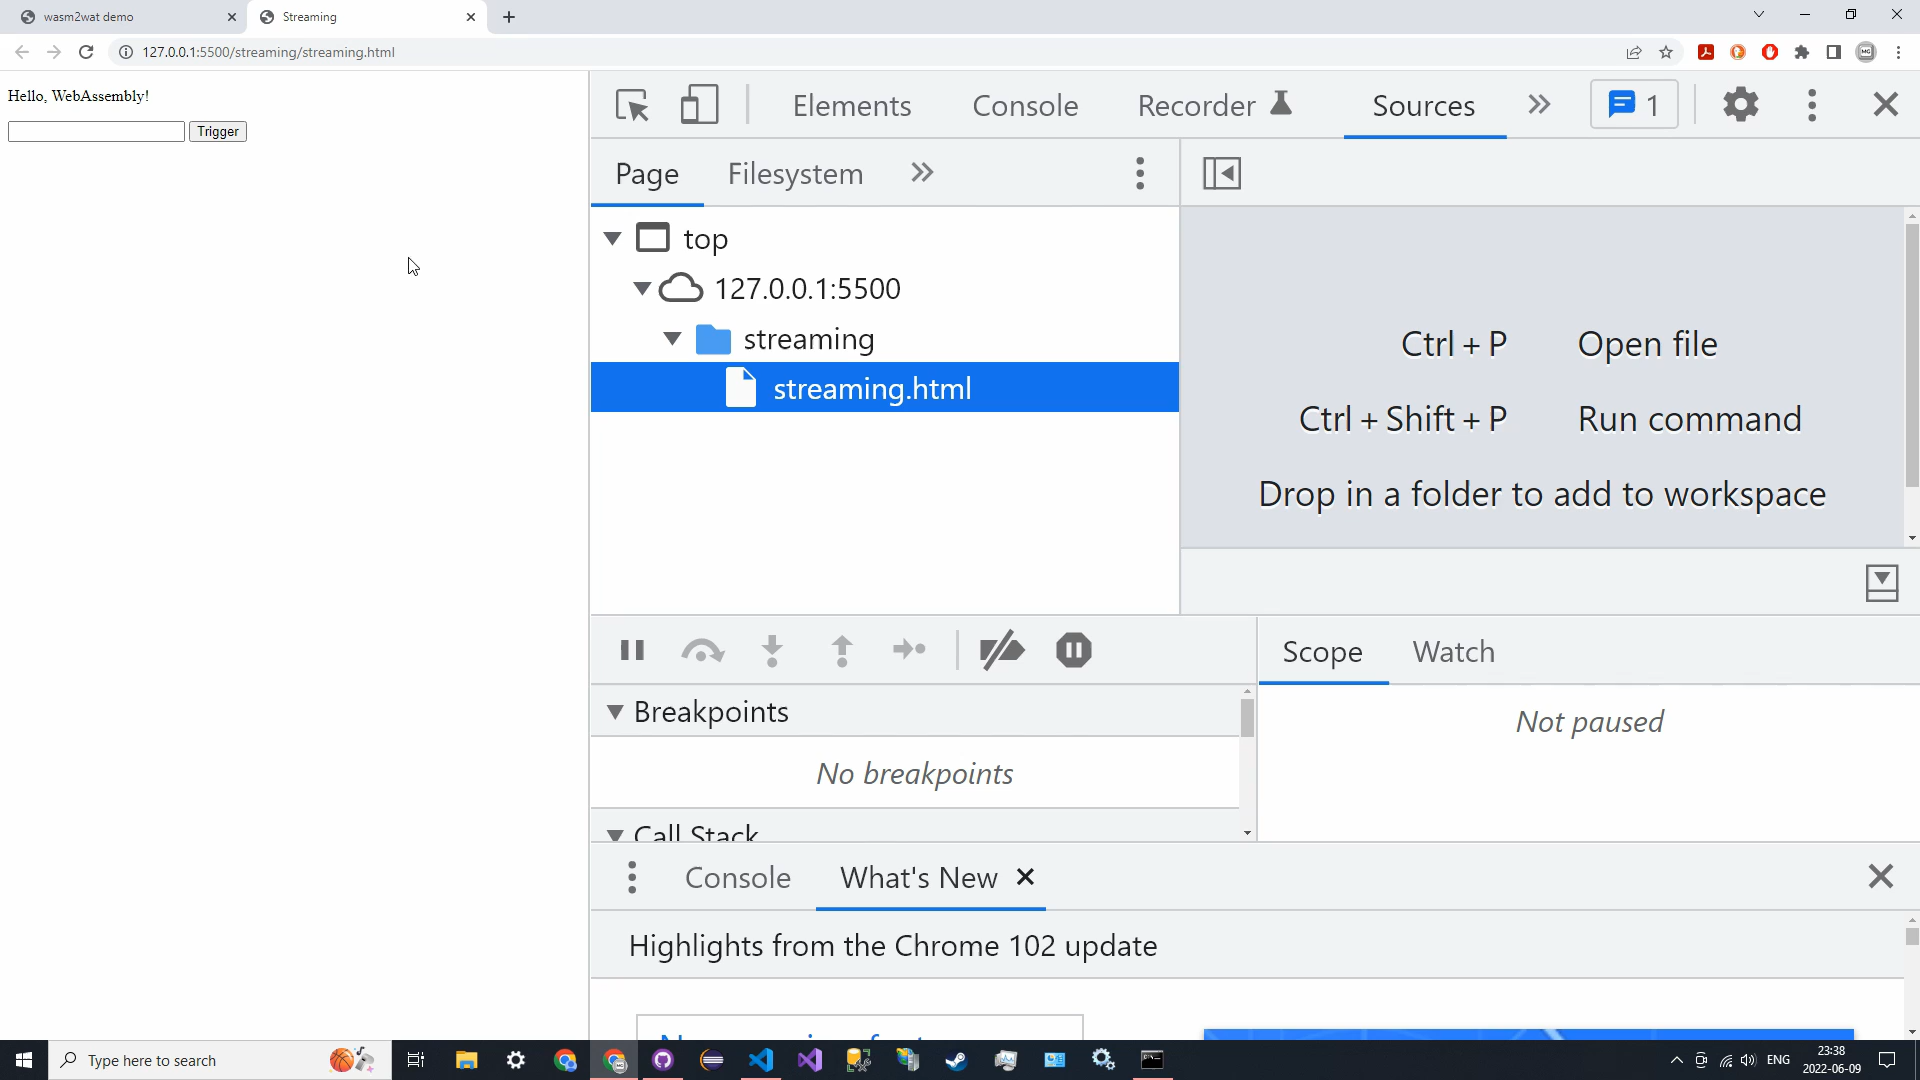 wasm2wat demo
Streaming
127.0.0.1:5500/streaming/streaming.html
Hello, WebAssembly!
Trigger
Elements
Console
Recorder
Sources
1
Page
Filesystem
top
127.0.0.1:5500
streaming
streaming.html
Ctrl + P Open file
Ctrl + Shift + P Run command
Drop in a folder to add to workspace
Scope
Watch
Breakpoints
No breakpoints
Call Stack
Not paused
Console
What's New
Highlights from the Chrome 102 update
Type here to search
ENG
23:38
2022-06-09